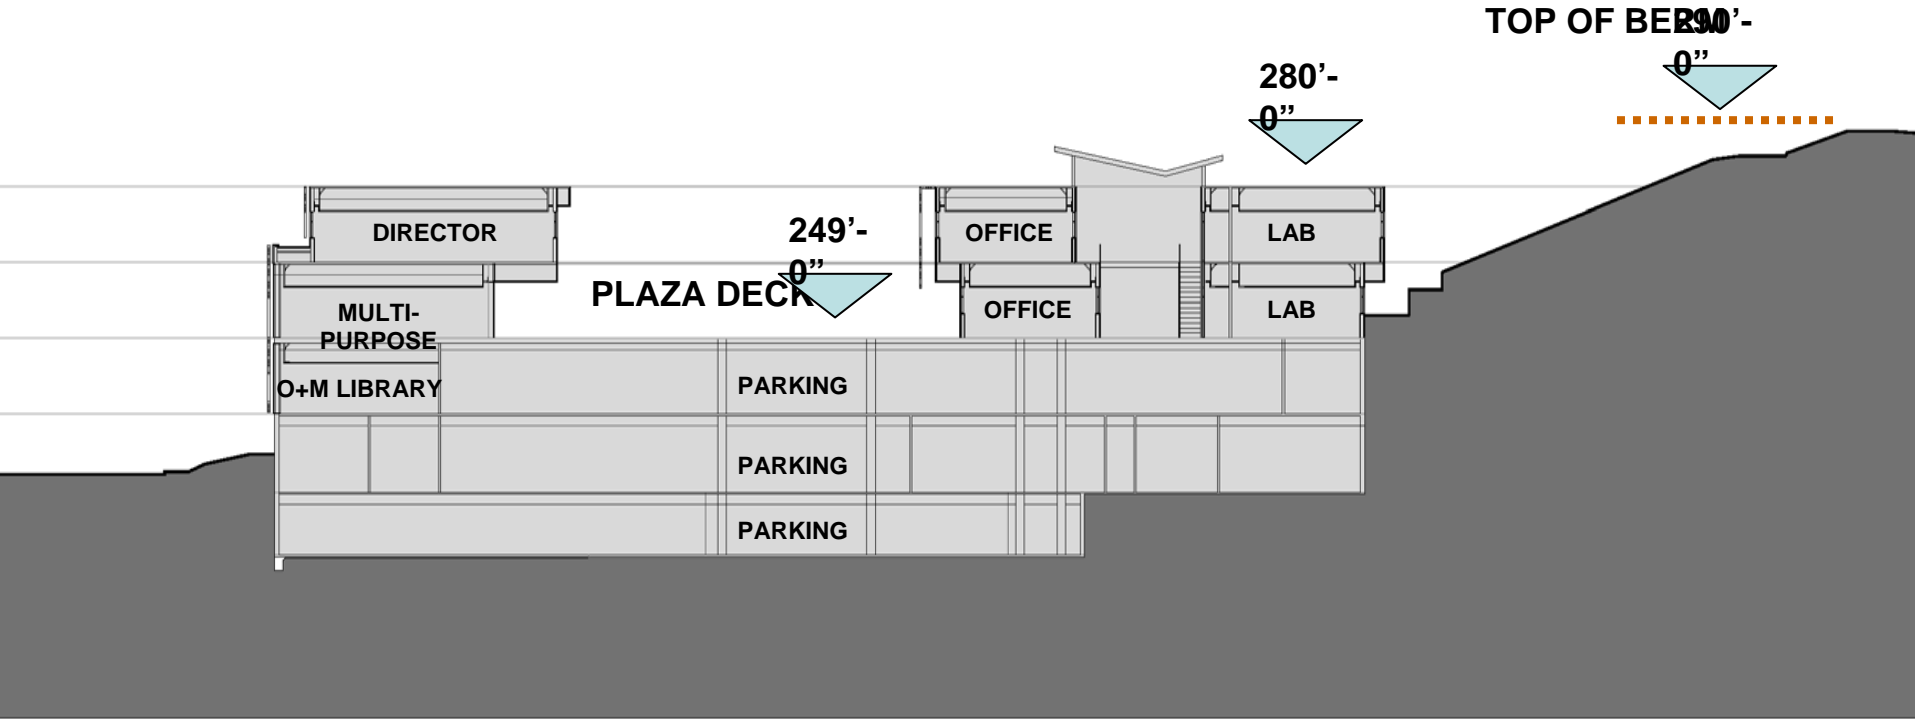 TOP OF BERM
290’-
0”
280’-
0”
249’-
0”
PLAZA DECK
DIRECTOR
OFFICE
LAB
MULTI-
PURPOSE
OFFICE
LAB
O+M LIBRARY
PARKING
PARKING
PARKING